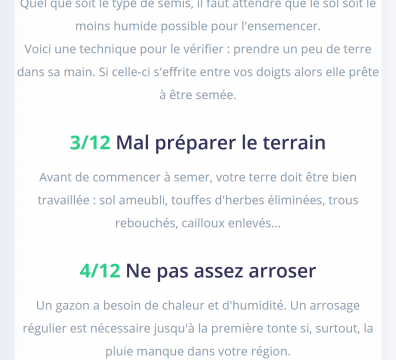 Quel que soit le type de semis, il faut attendre que le sol soit le
moins humide possible pour l'ensemencer.
Voici une technique pour le vérifier : prendre un peu de terre
dans sa main. Si celle-ci s'effrite entre vos doigts alors elle prête
à être semée.
3/12 Mal préparer le terrain
Avant de commencer à semer, votre terre doit être bien
travaillée : sol ameubli, touffes d'herbes éliminées, trous
rebouchés, cailloux enlevés...
4/12 Ne pas assez arroser
Un gazon a besoin de chaleur et d'humidité. Un arrosage
régulier est nécessaire jusqu'à la première tonte si, surtout, la
pluie manque dans votre région.